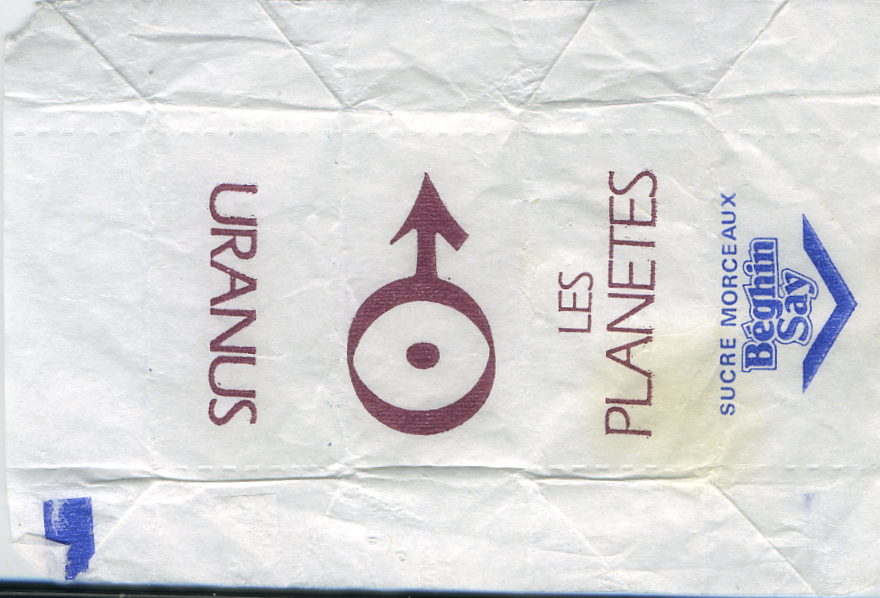 URANUS
LES
PLANETES
SUCRE MORCEAUX
Béghin
Say